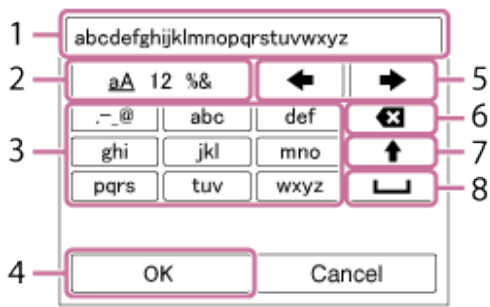 1 abcdefghijklmnopqrstuvwxyz
2 aA 12 %& 5
.-_@ abc def 6
3 ghi jkl mno 7
pqrs tuv wxyz 8
4 OK Cancel